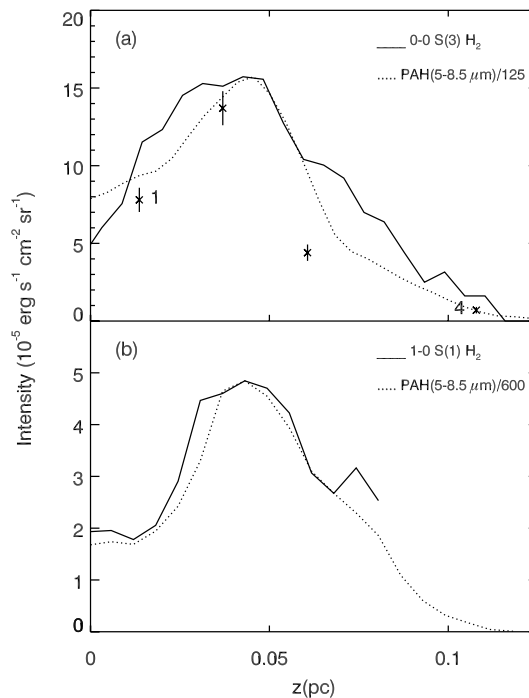 20
(a)
0-0 S(3) H2
PAH(5-8.5 μm)/125
15
10
1
5
4
0
Intensity (10-5 erg s-1 cm-2 sr-1)
(b)
1-0 S(1) H2
PAH(5-8.5 μm)/600
5
4
3
2
1
0
0
0.05
0.1
z(pc)